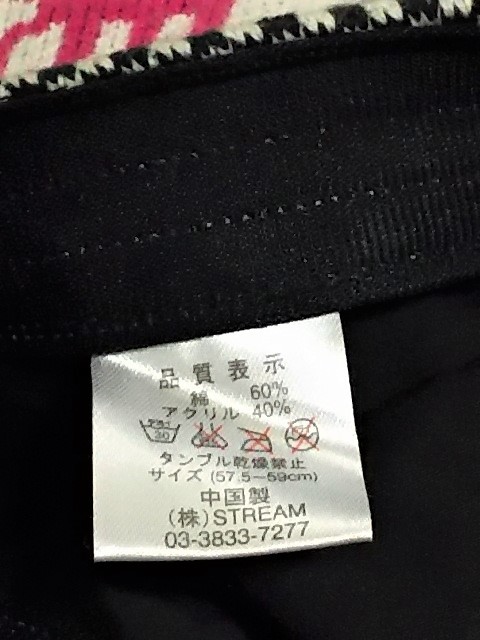 品質表示
綿 60%
アクリル 40%
30
タンブル乾燥禁止
サイズ (57.5~59cm)
中国製
(株)STREAM
03-3833-7277